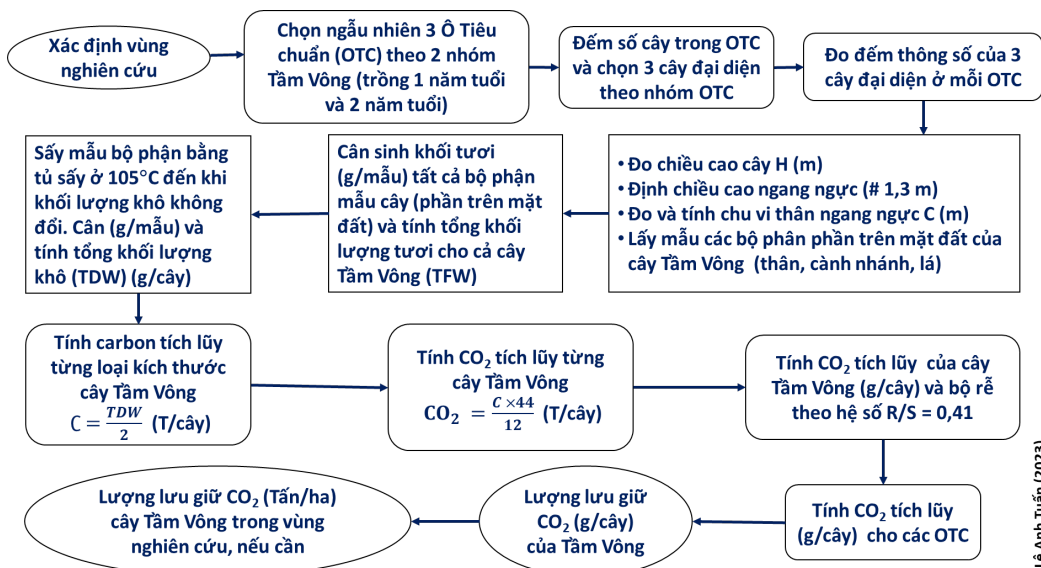 Xác định vùng
nghiên cứu
Chọn ngẫu nhiên 3 Ô Tiêu
chuẩn (OTC) theo 2 nhóm
Tầm Vông (trồng 1 năm tuổi
và 2 năm tuổi)
Đếm số cây trong OTC
và chọn 3 cây đại diện
theo nhóm OTC
Đo đếm thông số của 3
cây đại diện ở mỗi OTC
• Đo chiều cao cây H (m)
• Định chiều cao ngang ngực (# 1,3 m)
• Đo và tính chu vi thân ngang ngực C (m)
• Lấy mẫu các bộ phân phần trên mặt đất của
cây Tầm Vông (thân, cành nhánh, lá)
Cân sinh khối tươi
(g/mẫu) tất cả bộ phận
mẫu cây (phần trên mặt
đất) và tính tổng khối
lượng tươi cho cả cây
Tầm Vông (TFW)
Sấy mẫu bộ phận bằng
tủ sấy ở 105°C đến khi
khối lượng khô không
đổi. Cân (g/mẫu) và
tính tổng khối lượng
khô (TDW) (g/cây)
Tính carbon tích lũy
từng loại kích thước
cây Tầm Vông
C = TDW/2 (T/cây)
Tính CO₂ tích lũy từng
cây Tầm Vông
CO₂ = C ×44/12 (T/cây)
Tính CO₂ tích lũy của cây
Tầm Vông (g/cây) và bộ rễ
theo hệ số R/S = 0,41
Tính CO₂ tích lũy
(g/cây) cho các OTC
Lượng lưu giữ
CO₂ (g/cây)
của Tầm Vông
Lượng lưu giữ CO₂ (Tấn/ha)
cây Tầm Vông trong vùng
nghiên cứu, nếu cần
Lê Anh Tuấn (2023)